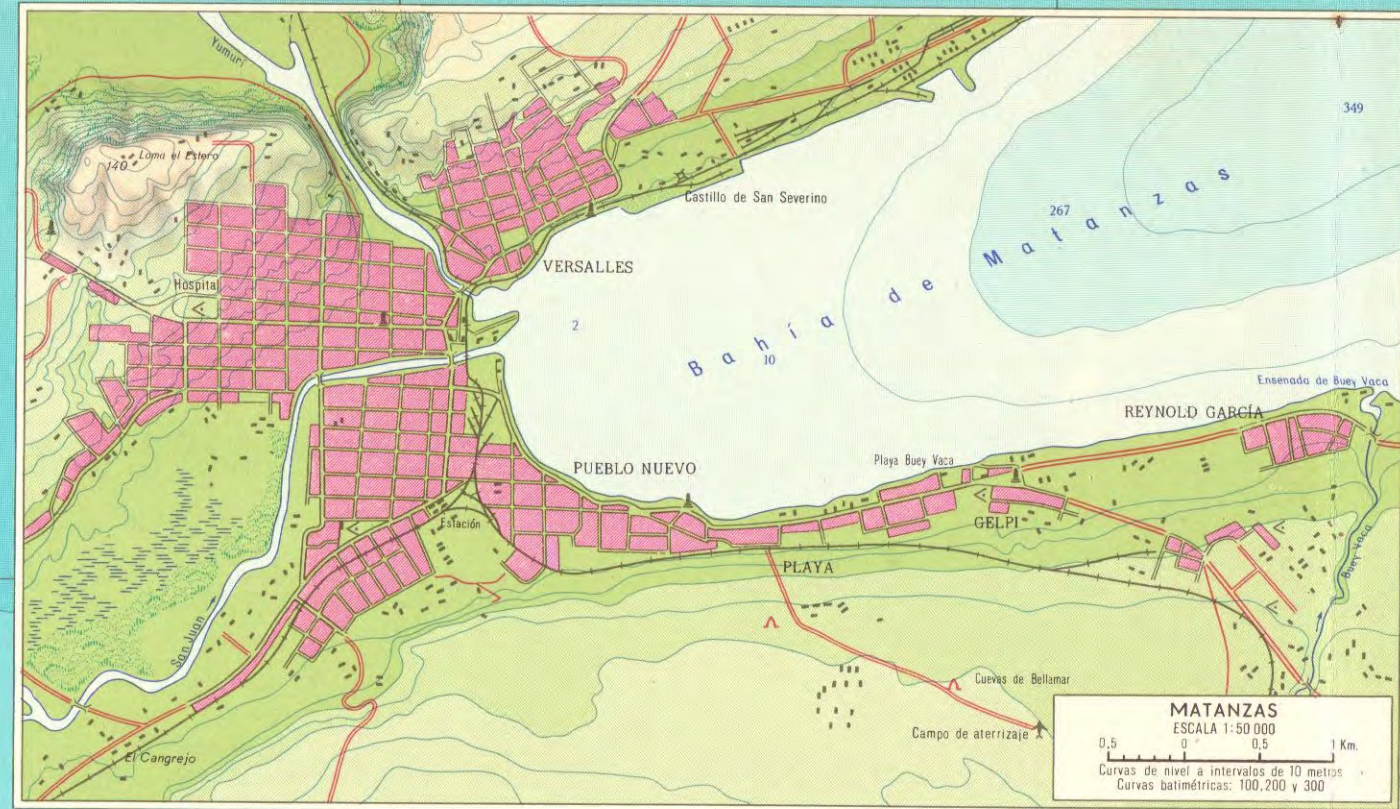 Yumurí
349
Loma el Estero
140
Castillo de San Severino
267
Bahía de Matanzas
VERSALLES
Hospital
2
10
Ensenada de Buey Vaca
REYNOLD GARCÍA
Playa Buey Vaca
PUEBLO NUEVO
GELPI
Estación
PLAYA
Buey Vaca
San Juan
Cuevas de Bellamar
Campo de aterrizaje
El Cangrejo
MATANZAS
ESCALA 1:50 000
0,5 0 0,5 1 Km.
Curvas de nivel a intervalos de 10 metros
Curvas batimétricas: 100, 200 y 300